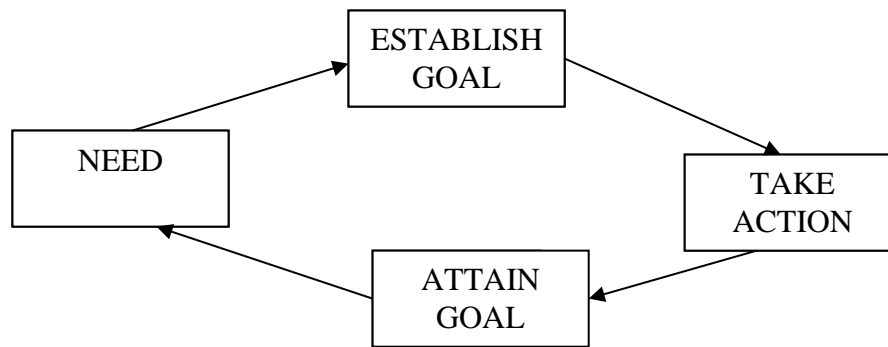 ESTABLISH
GOAL
NEED
TAKE
ACTION
ATTAIN
GOAL